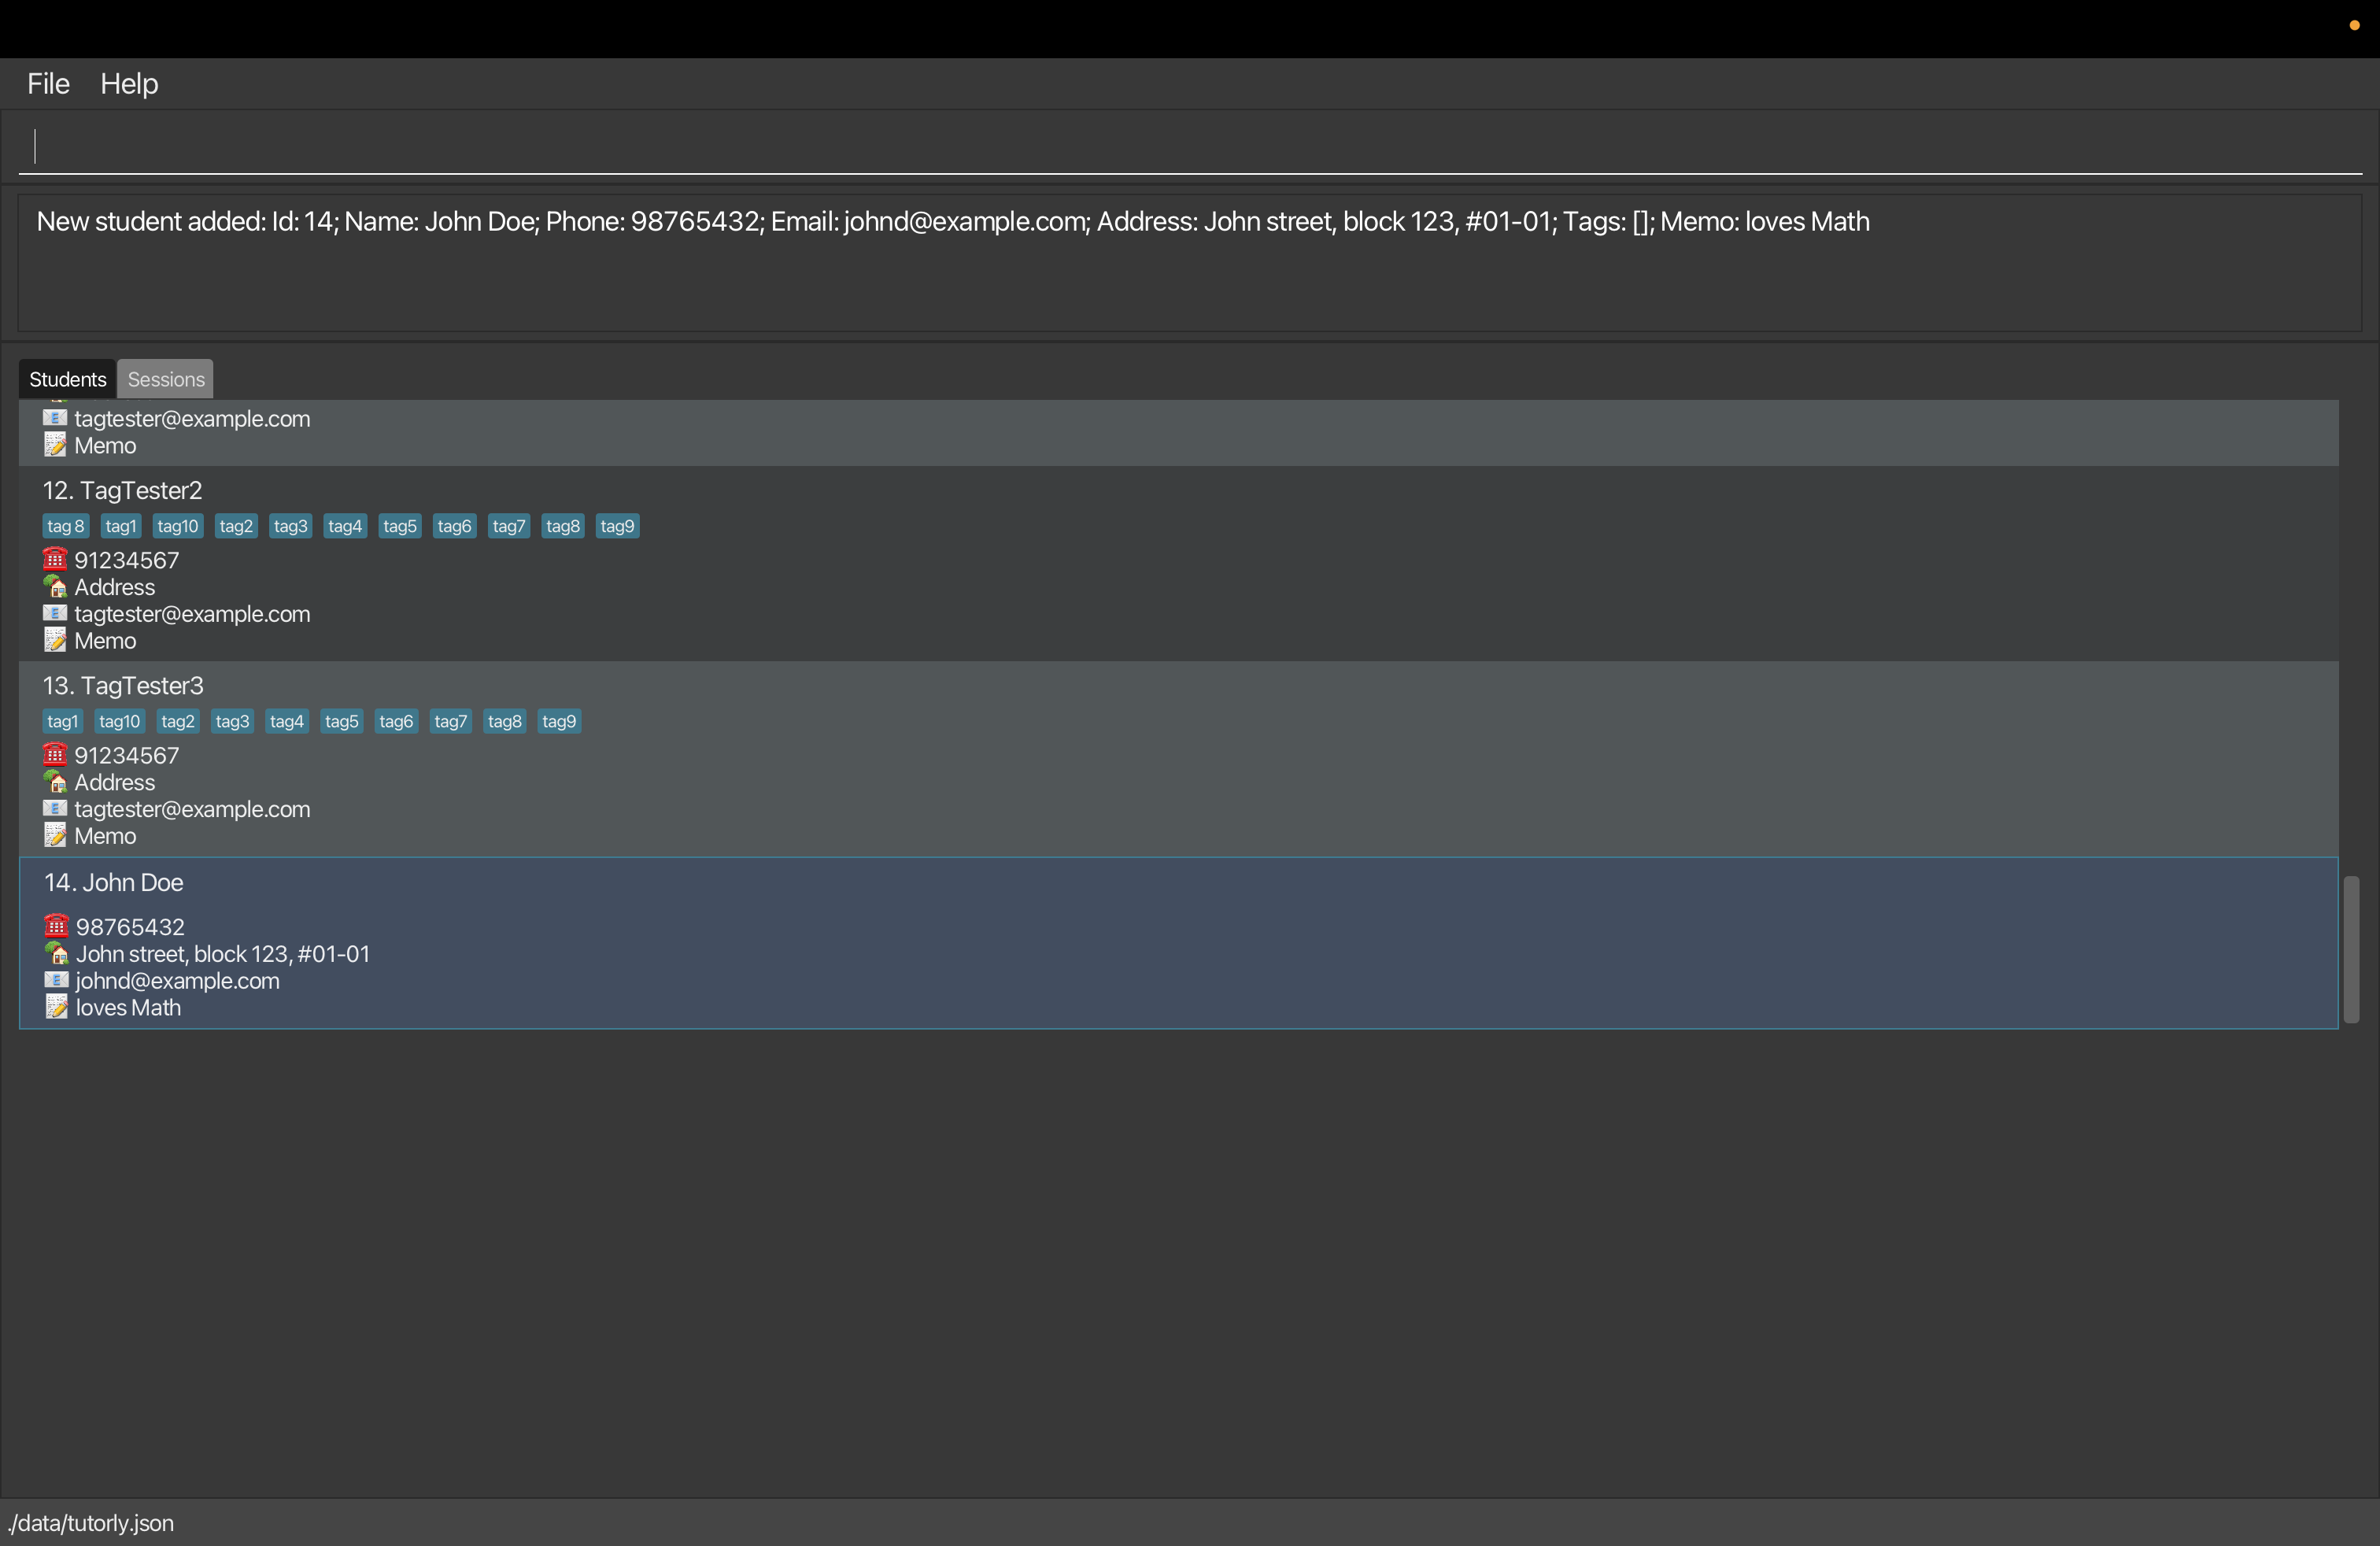 File Help
New student added: Id: 14; Name: John Doe; Phone: 98765432; Email: johnd@example.com; Address: John street, block 123, #01-01; Tags: []; Memo: loves Math
Students Sessions
tagtester@example.com
Memo
12. TagTester2
tag 8 tag1 tag10 tag2 tag3 tag4 tag5 tag6 tag7 tag8 tag9
91234567
Address
tagtester@example.com
Memo
13. TagTester3
tag1 tag10 tag2 tag3 tag4 tag5 tag6 tag7 tag8 tag9
91234567
Address
tagtester@example.com
Memo
14. John Doe
98765432
John street, block 123, #01-01
johnd@example.com
loves Math
./data/tutorly.json